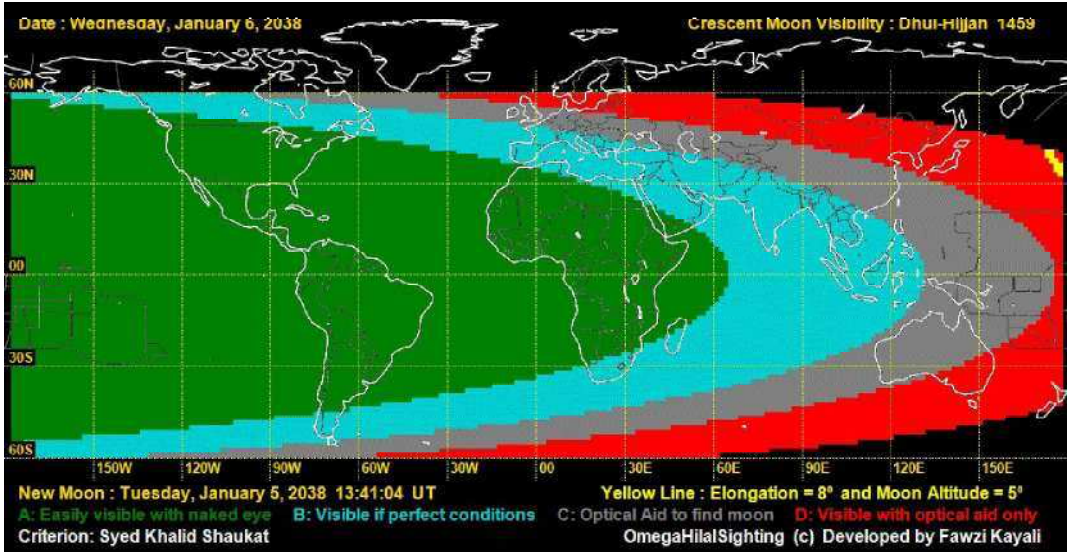 Date : Wednesday, January 6, 2038 Crescent Moon Visibility : Dhul-Hijjah 1459
60N
30N
00
30S
60S
150W 120W 90W 60W 30W 00 30E 60E 90E 120E 150E
New Moon : Tuesday, January 5, 2038 13:41:04 UT Yellow Line : Elongation = 8° and Moon Altitude = 5°
A: Easily visible with naked eye B: Visible if perfect conditions C: Optical Aid to find moon D: Visible with optical aid only
Criterion: Syed Khalid Shaukat OmegaHilalSighting (c) Developed by Fawzi Kayali